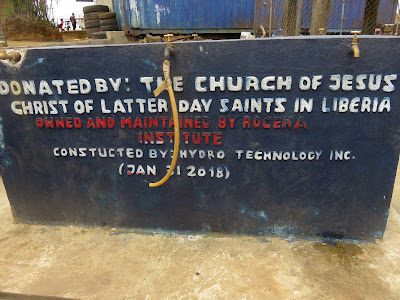 DONATED BY: THE CHURCH OF JESUS
CHRIST OF LATTER DAY SAINTS IN LIBERIA
OWNED AND MAINTAINED BY ROGEMA
INSTITUTE
CONSTUCTED BY: HYDRO TECHNOLOGY INC.
(JAN 31 2018)